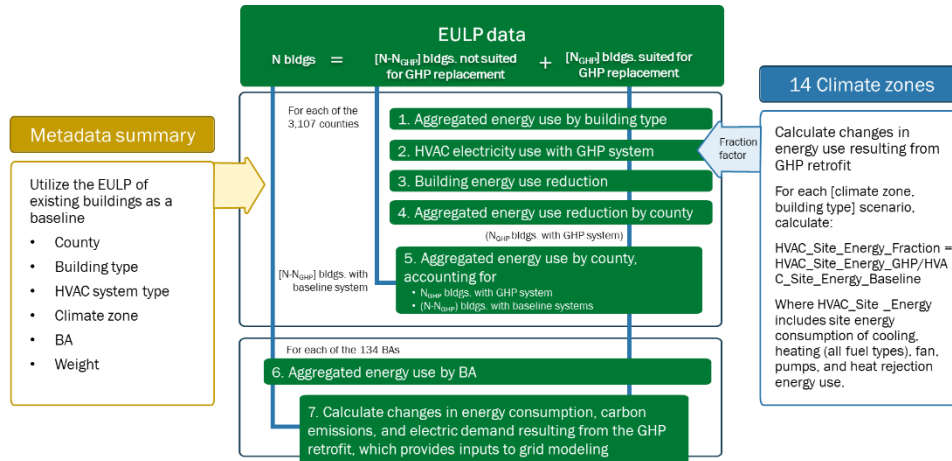 EULP data
N bldgs =
[N-NGHP] bldgs. not suited
for GHP replacement
+
[NGHP] bldgs. suited for
GHP replacement
Metadata summary
Utilize the EULP of
existing buildings as a
baseline
• County
• Building type
• HVAC system type
• Climate zone
• BA
• Weight
For each of the
3,107 counties
1. Aggregated energy use by building type
2. HVAC electricity use with GHP system
3. Building energy use reduction
4. Aggregated energy use reduction by county
(NGHP bldgs. with GHP system)
[N-NGHP] bldgs. with
baseline system
5. Aggregated energy use by county,
accounting for
• NGHP bldgs. with GHP system
• (N-NGHP) bldgs. with baseline systems
For each of the 134 BAs
6. Aggregated energy use by BA
7. Calculate changes in energy consumption, carbon
emissions, and electric demand resulting from the GHP
retrofit, which provides inputs to grid modeling
Fraction
factor
14 Climate zones
Calculate changes in
energy use resulting from
GHP retrofit
For each [climate zone,
building type] scenario,
calculate:
HVAC_Site_Energy_Fraction =
HVAC_Site_Energy_GHP/HVA
C_Site_Energy_Baseline
Where HVAC_Site _Energy
includes site energy
consumption of cooling,
heating (all fuel types), fan,
pumps, and heat rejection
energy use.